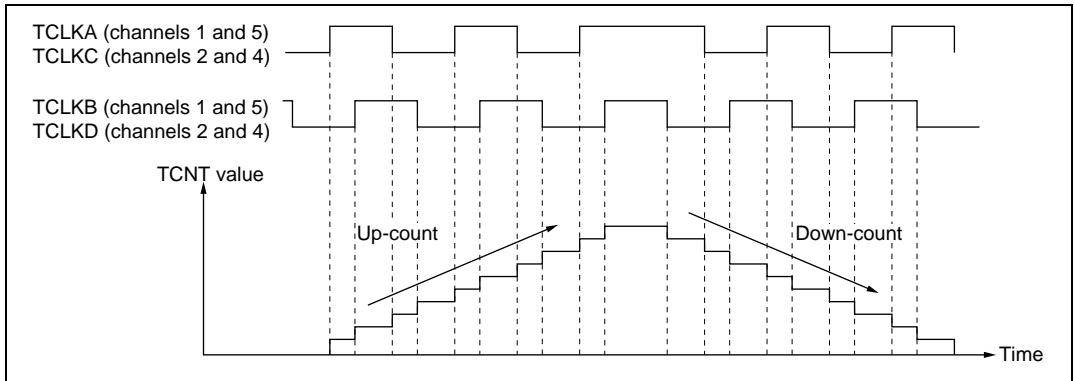 TCLKA (channels 1 and 5)
TCLKC (channels 2 and 4)
TCLKB (channels 1 and 5)
TCLKD (channels 2 and 4)
TCNT value
Up-count
Down-count
Time